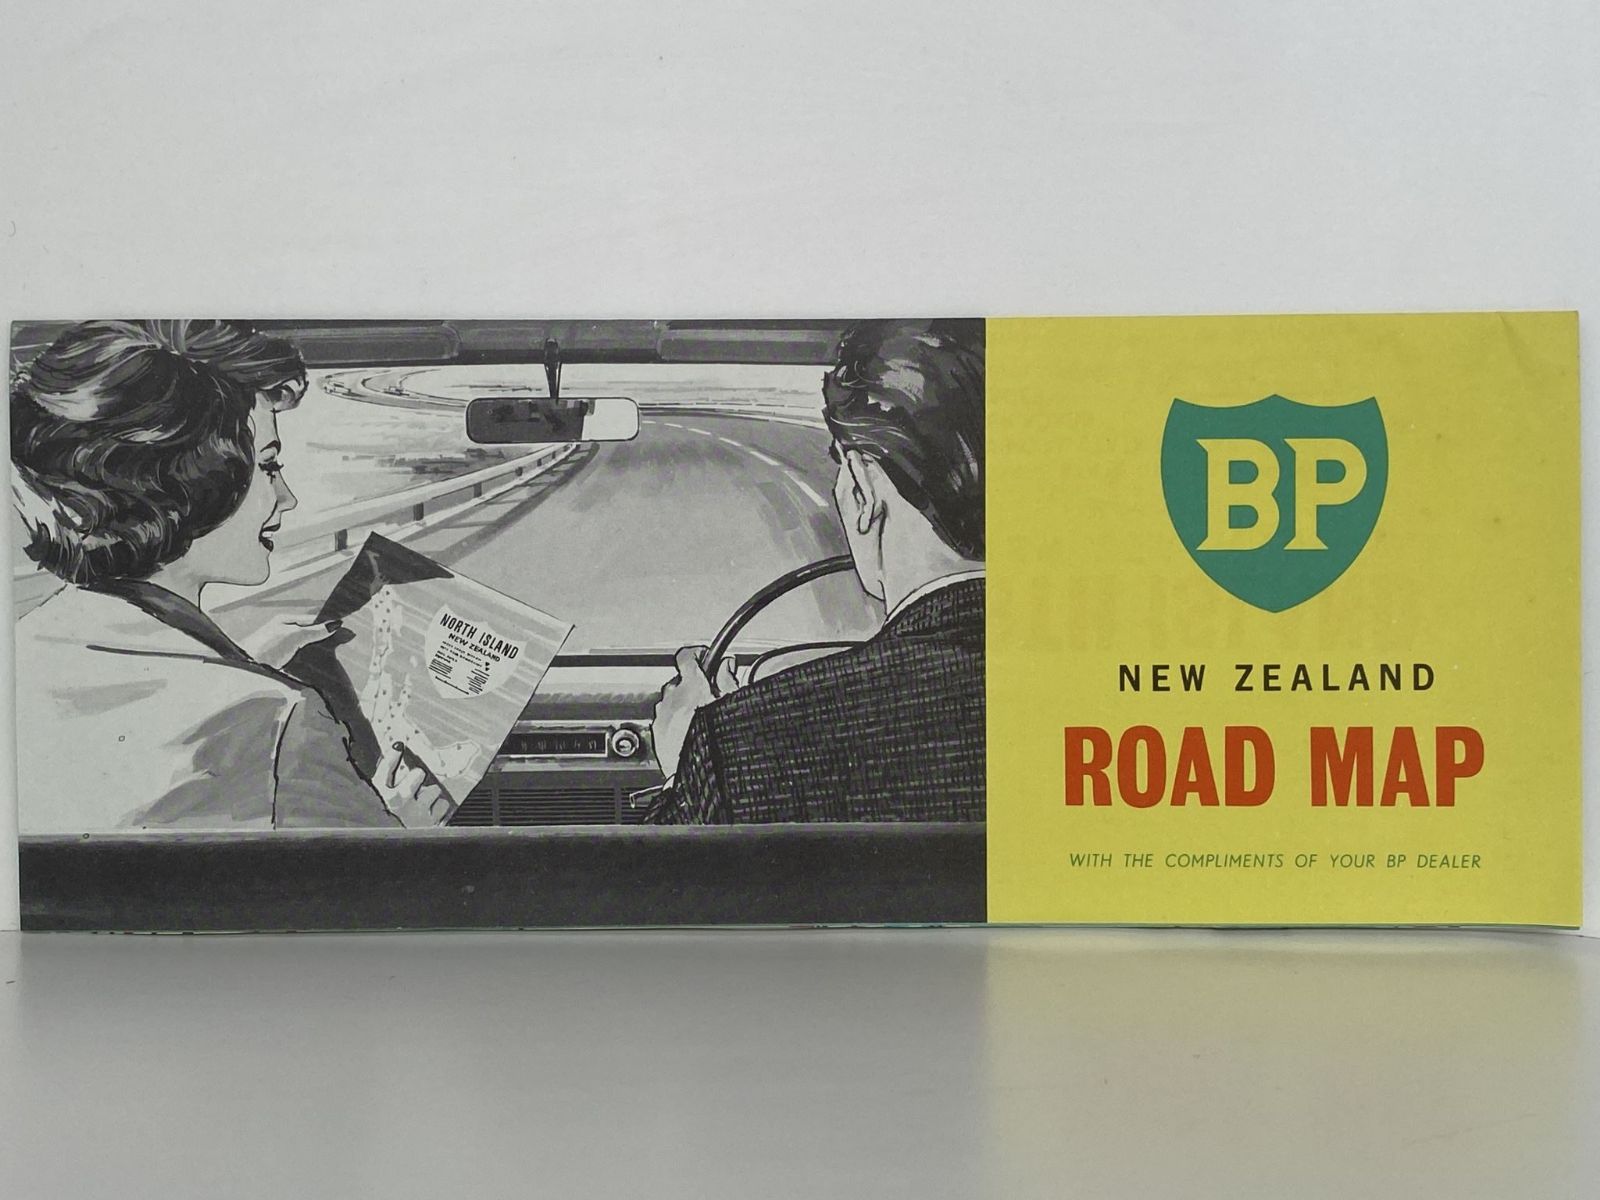 NORTH ISLAND
NEW ZEALAND
BP
NEW ZEALAND
ROAD MAP
WITH THE COMPLIMENTS OF YOUR BP DEALER